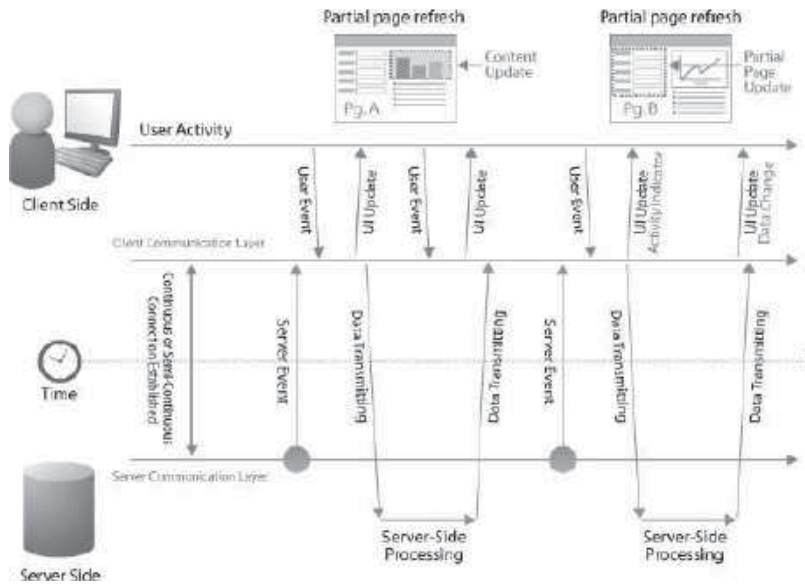 Partial page refresh
Partial page refresh
Content
Update
Pg. A
Partial
Page
Update
Pg. B
User Activity
Client Side
User Event
UI Update
User Event
UI Update
User Event
UI Update
Activity Indicator
UI Update
Data Change
Client Communication Layer
Continuous or Semi-Continuous
Connection Established
Server Event
Data Transmitting
Data Transmitting
Server Event
Data Transmitting
Data Transmitting
Time
Server Communication Layer
Server-Side
Processing
Server-Side
Processing
Server Side